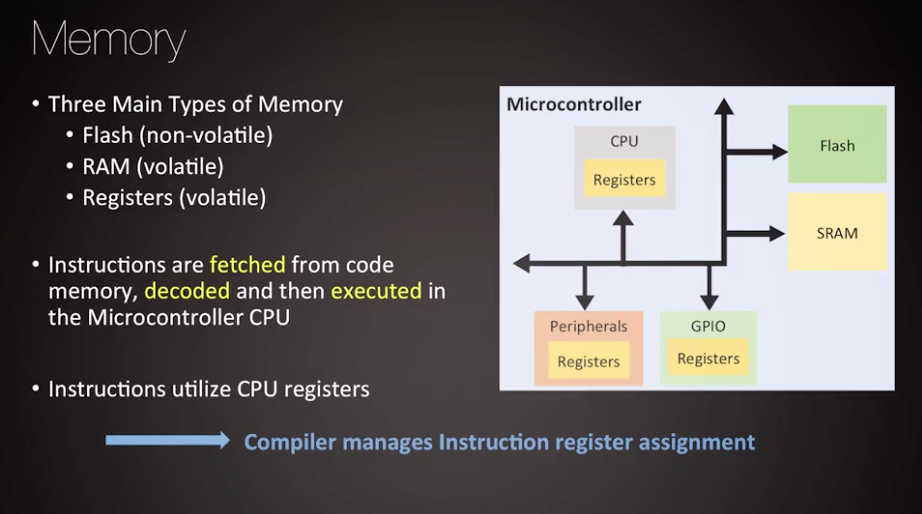 Memory
• Three Main Types of Memory
• Flash (non-volatile)
• RAM (volatile)
• Registers (volatile)
• Instructions are fetched from code
memory, decoded and then executed in
the Microcontroller CPU
• Instructions utilize CPU registers
Compiler manages Instruction register assignment
Microcontroller
CPU
Registers
Flash
SRAM
Peripherals
Registers
GPIO
Registers